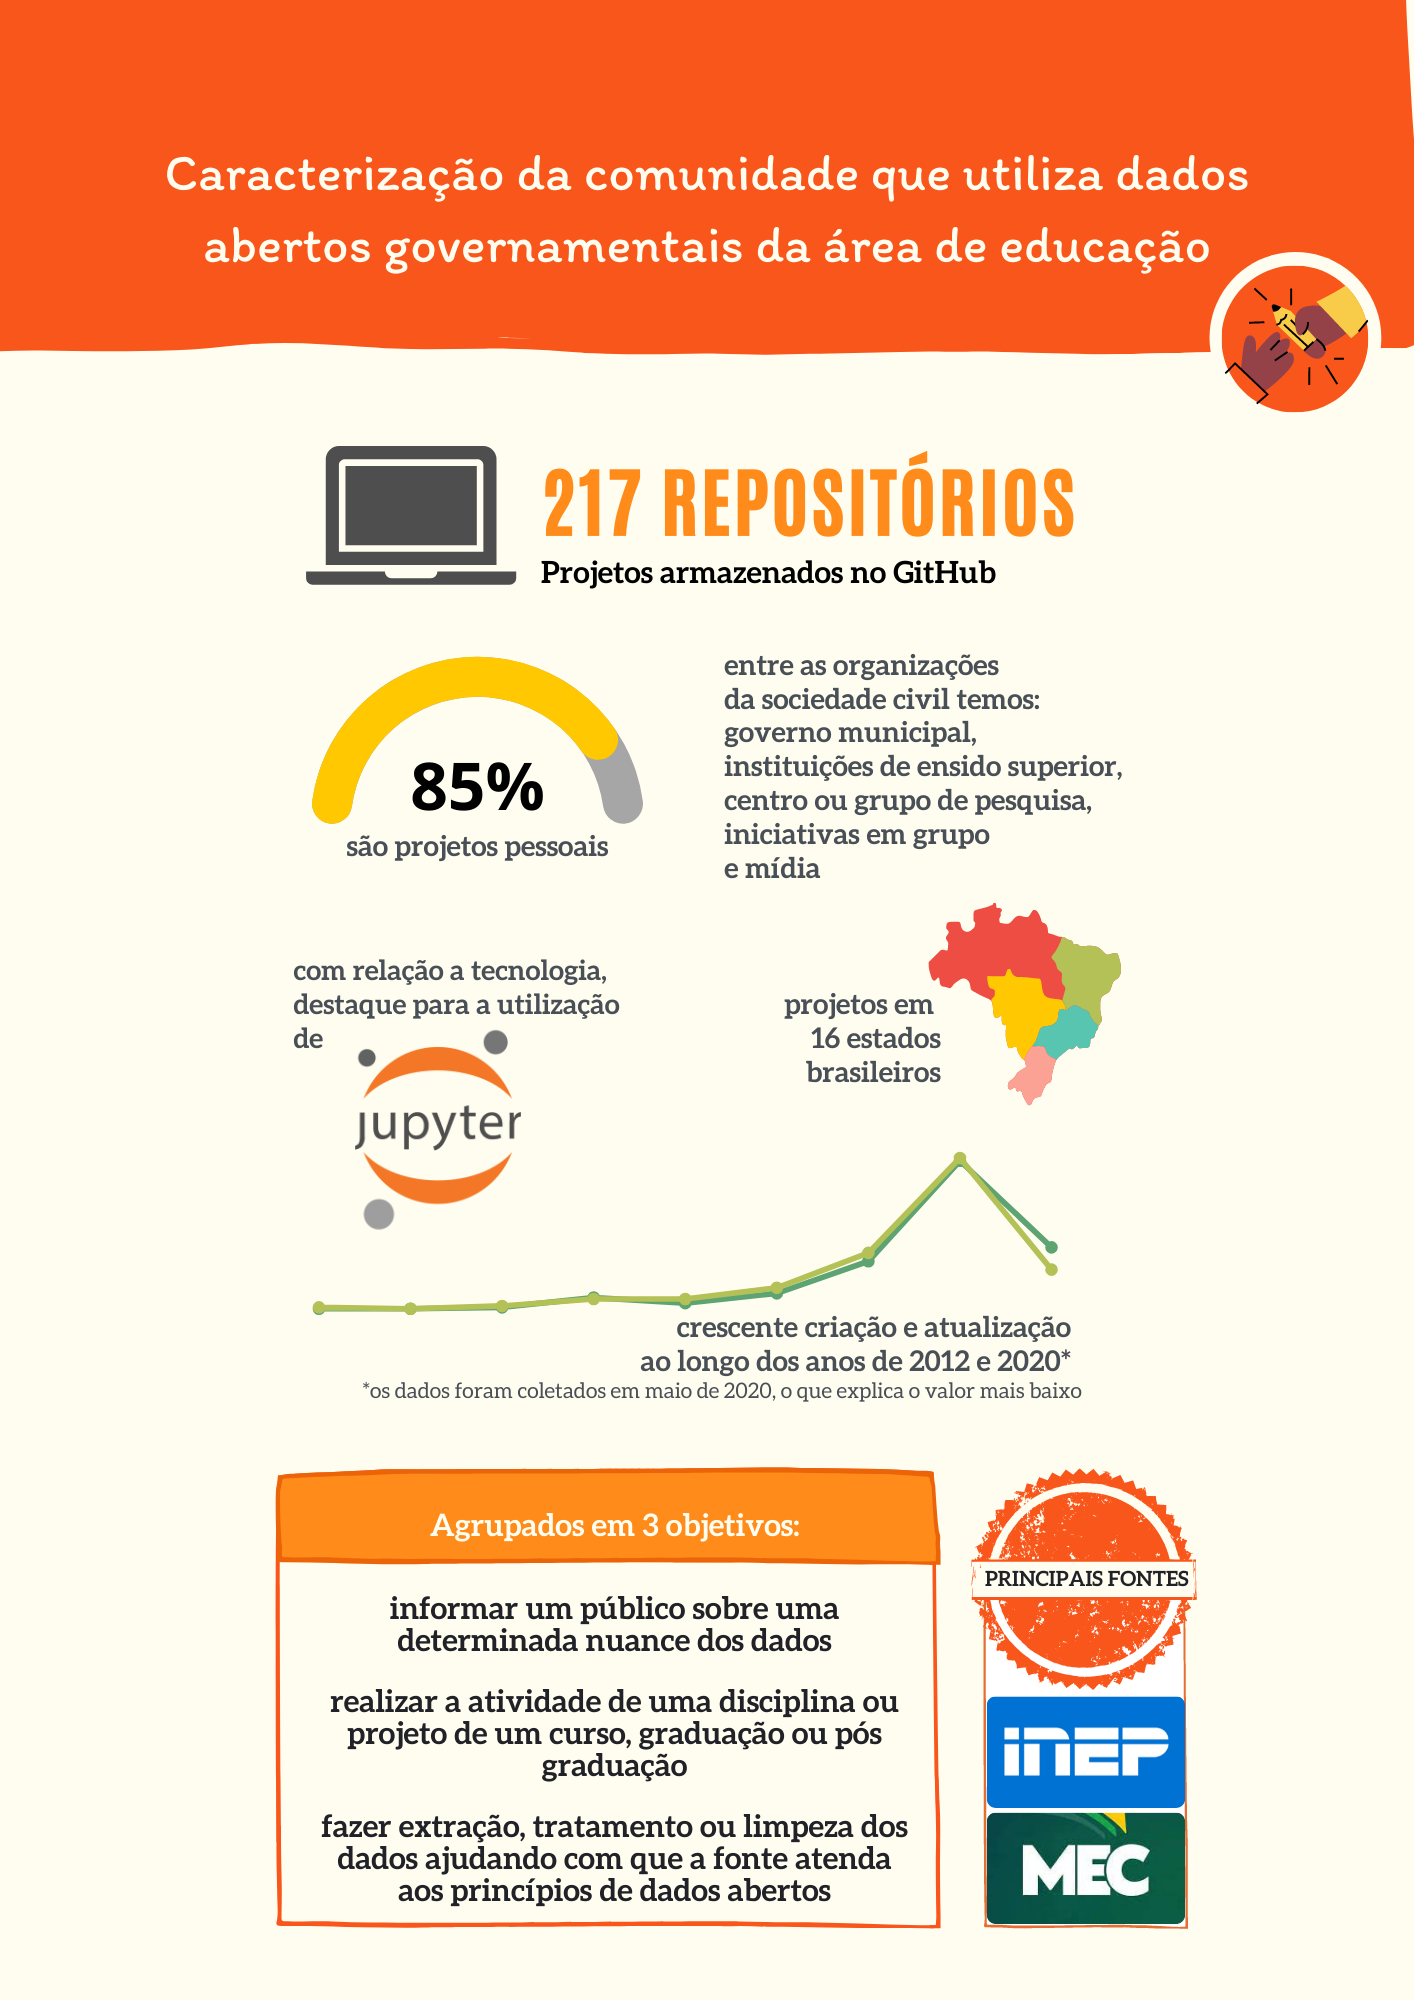 Caracterização da comunidade que utiliza dados
abertos governamentais da área de educação
217 REPOSITÓRIOS
Projetos armazenados no GitHub
85%
são projetos pessoais
entre as organizações
da sociedade civil temos:
governo municipal,
instituições de ensido superior,
centro ou grupo de pesquisa,
iniciativas em grupo
e mídia
com relação a tecnologia,
destaque para a utilização
de
jupyter
projetos em
16 estados
brasileiros
crescente criação e atualização
ao longo dos anos de 2012 e 2020*
*os dados foram coletados em maio de 2020, o que explica o valor mais baixo
Agrupados em 3 objetivos:
informar um público sobre uma
determinada nuance dos dados
realizar a atividade de uma disciplina ou
projeto de um curso, graduação ou pós
graduação
fazer extração, tratamento ou limpeza dos
dados ajudando com que a fonte atenda
aos princípios de dados abertos
PRINCIPAIS FONTES
inep
MEC